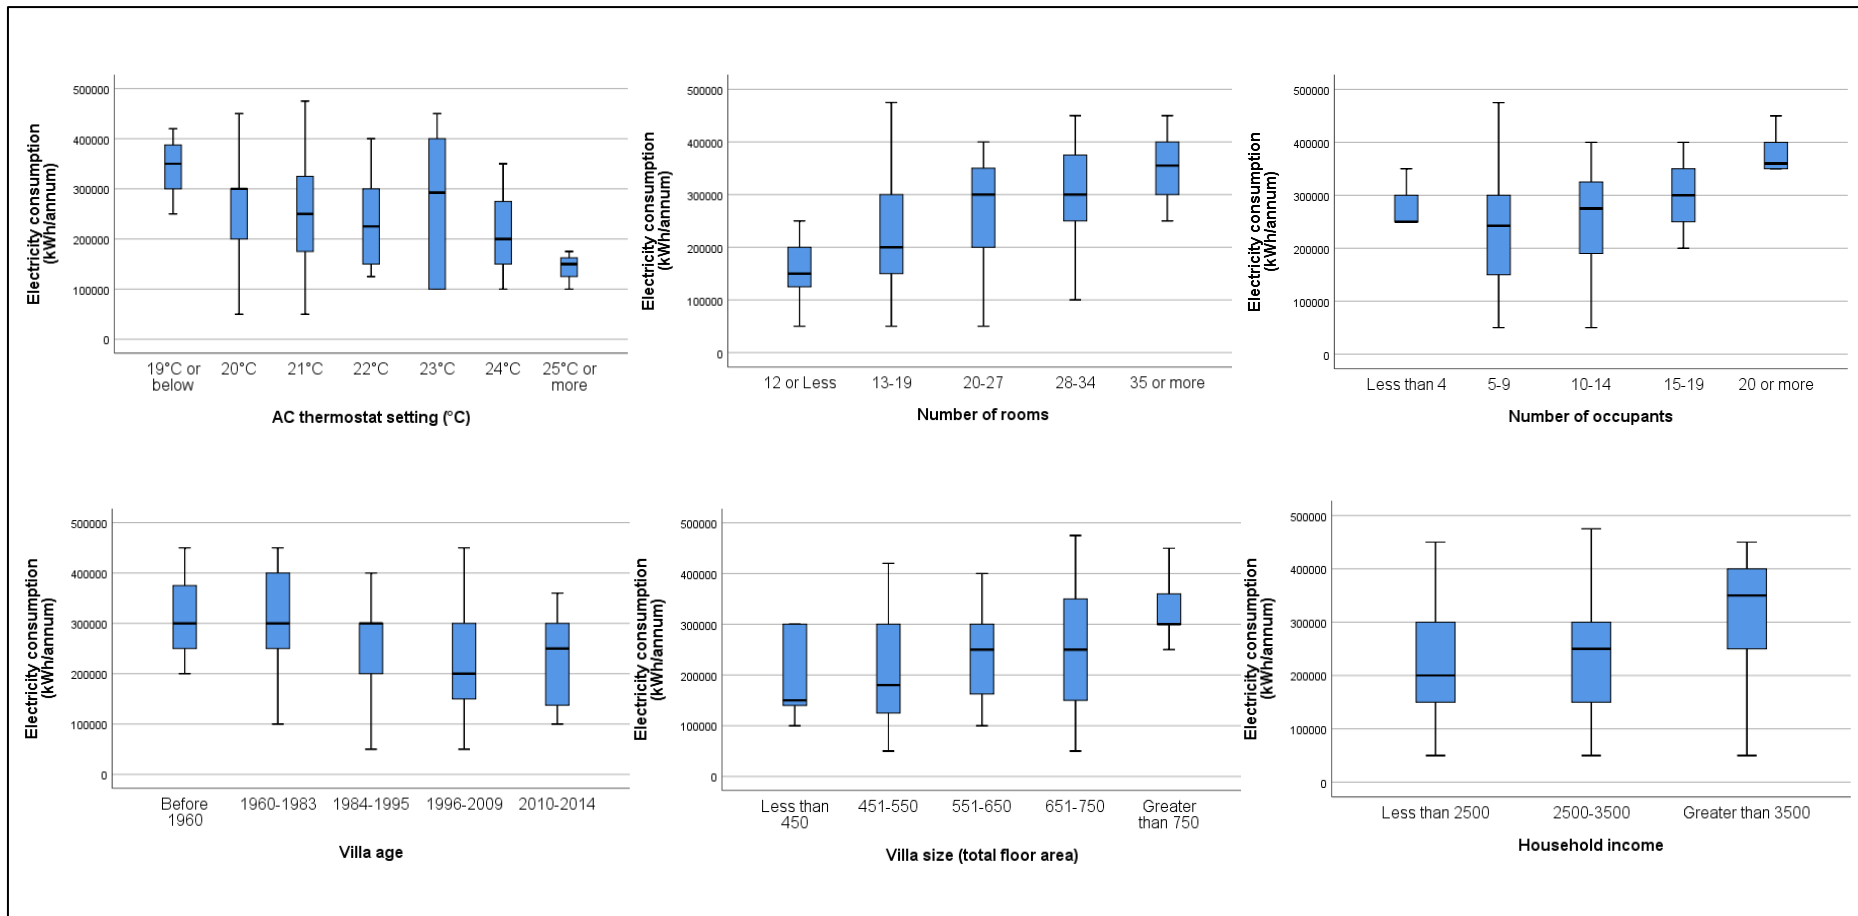 Electricity consumption
(kWh/annum)
500000
400000
300000
200000
100000
0
19°C or
below
20°C
21°C
22°C
23°C
24°C
25°C or
more
AC thermostat setting (°C)
Electricity consumption
(kWh/annum)
500000
400000
300000
200000
100000
0
12 or Less
13-19
20-27
28-34
35 or more
Number of rooms
Electricity consumption
(kWh/annum)
500000
400000
300000
200000
100000
0
Less than 4
5-9
10-14
15-19
20 or more
Number of occupants
Electricity consumption
(kWh/annum)
500000
400000
300000
200000
100000
0
Before
1960
1960-1983
1984-1995
1996-2009
2010-2014
Villa age
Electricity consumption
(kWh/annum)
500000
400000
300000
200000
100000
0
Less than
450
451-550
551-650
651-750
Greater
than 750
Villa size (total floor area)
Electricity consumption
(kWh/annum)
500000
400000
300000
200000
100000
0
Less than 2500
2500-3500
Greater than 3500
Household income